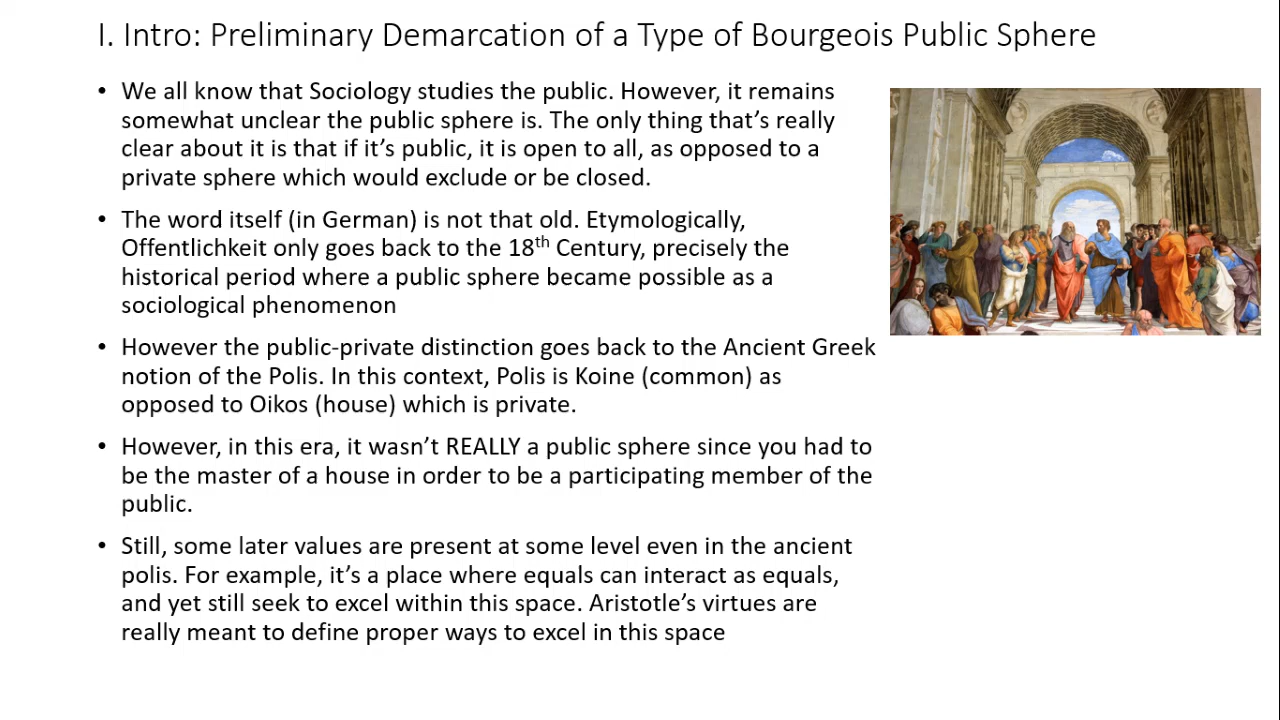 I. Intro: Preliminary Demarcation of a Type of Bourgeois Public Sphere
• We all know that Sociology studies the public. However, it remains
somewhat unclear the public sphere is. The only thing that’s really
clear about it is that if it’s public, it is open to all, as opposed to a
private sphere which would exclude or be closed.
• The word itself (in German) is not that old. Etymologically,
Offentlichkeit only goes back to the 18th Century, precisely the
historical period where a public sphere became possible as a
sociological phenomenon
• However the public-private distinction goes back to the Ancient Greek
notion of the Polis. In this context, Polis is Koine (common) as
opposed to Oikos (house) which is private.
• However, in this era, it wasn’t REALLY a public sphere since you had to
be the master of a house in order to be a participating member of the
public.
• Still, some later values are present at some level even in the ancient
polis. For example, it’s a place where equals can interact as equals,
and yet still seek to excel within this space. Aristotle’s virtues are
really meant to define proper ways to excel in this space